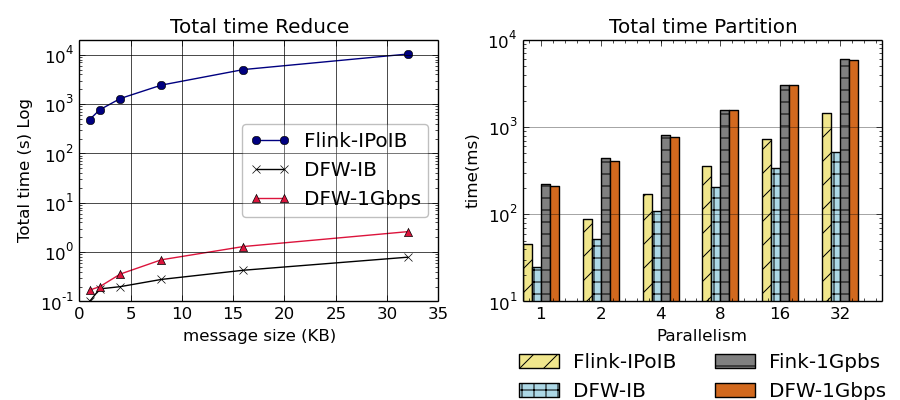 Total time Reduce
Total time (s) Log
10^4
10^3
10^2
10^1
10^0
10^-1
Flink-IPoIB
DFW-IB
DFW-1Gbps
0 5 10 15 20 25 30 35
message size (KB)
Total time Partition
time(ms)
10^4
10^3
10^2
10^1
1 2 4 8 16 32
Parallelism
Flink-IPoIB Fink-1Gpbs
DFW-IB DFW-1Gbps